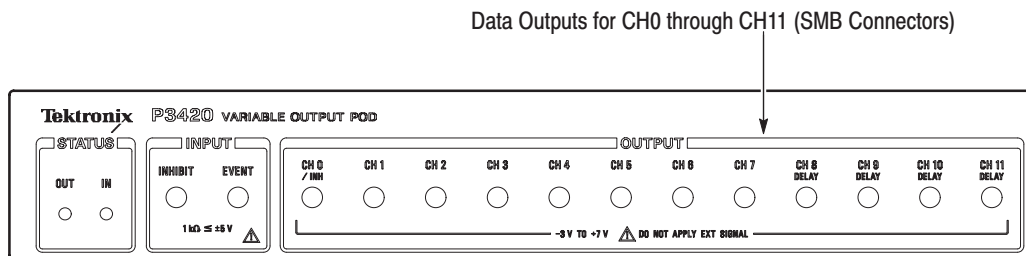 Data Outputs for CH0 through CH11 (SMB Connectors)
Tektronix P3420 VARIABLE OUTPUT POD
STATUS INPUT OUTPUT
OUT IN INHIBIT EVENT CH 0 / INH CH 1 CH 2 CH 3 CH 4 CH 5 CH 6 CH 7 CH 8 DELAY CH 9 DELAY CH 10 DELAY CH 11 DELAY
1 kΩ ≤ ±5 V −3 V TO +7 V DO NOT APPLY EXT SIGNAL